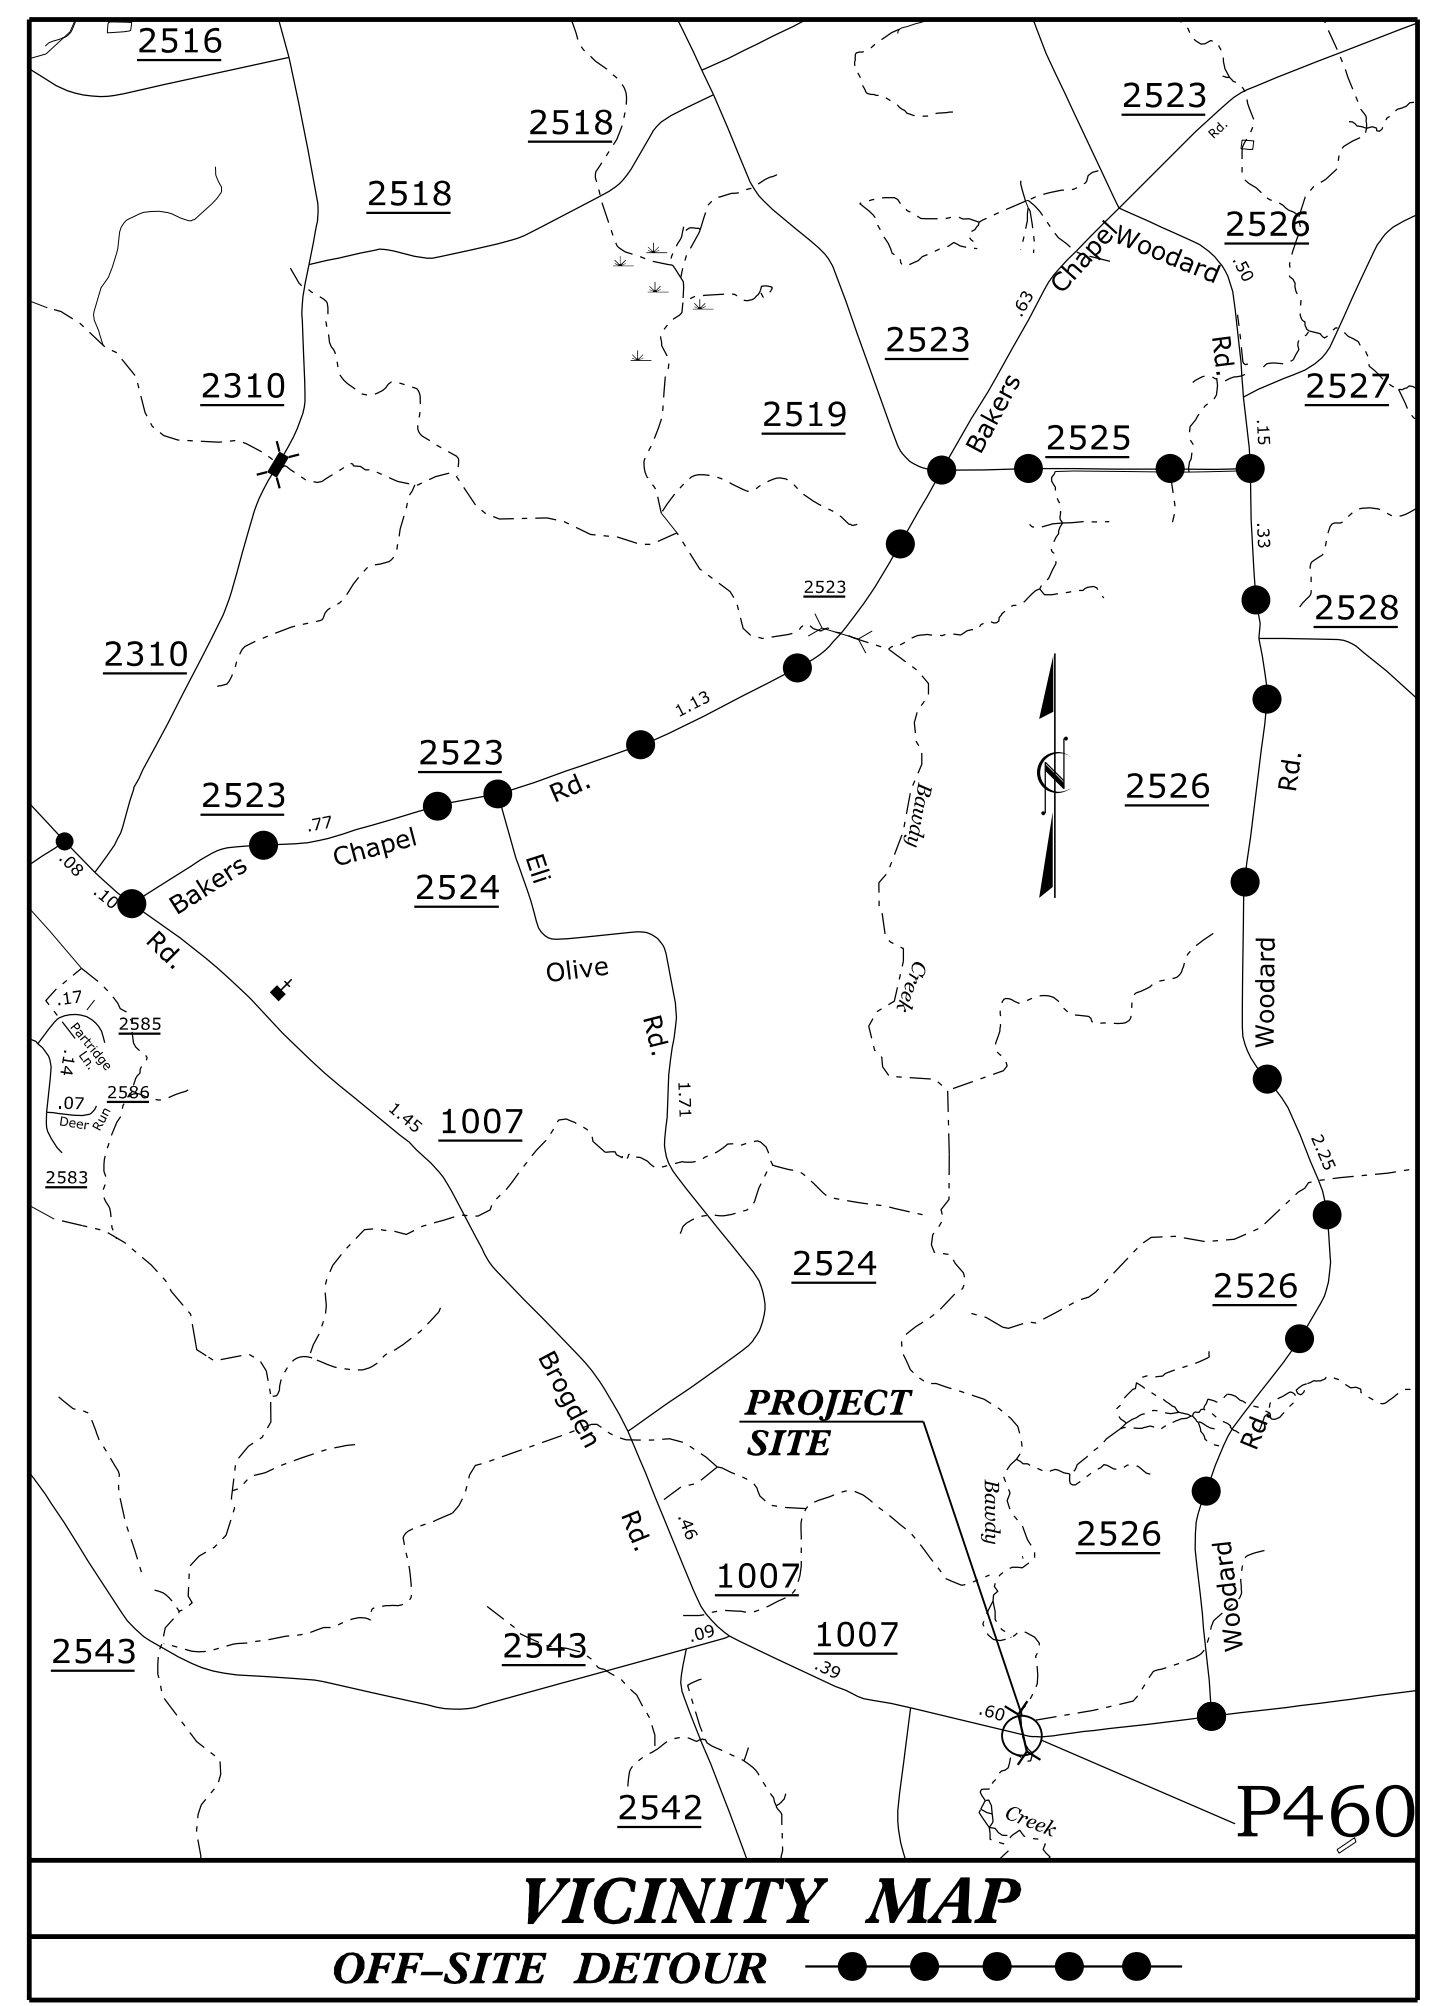 2516
2523
2518
Rd.
2518
2526
Chapel
Woodard
.50
.63
2523
Rd.
2310
2527
2519
Bakers
2525
.15
.33
2523
2528
2310
1.13
2523
Rd.
2526
Rd.
2523
.77
Bawdy
Chapel
.08
Eli
Bakers
2524
.10
Rd.
Woodard
Olive
Creek
.17
2585
Partridge
Ln.
Rd.
.14
2586
1.71
.07
Deer Run
1.45
1007
2.25
2583
2524
2526
Brogden
PROJECT
SITE
Rd.
Bawdy
Rd.
.46
2526
1007
Woodard
2543
2543
.09
1007
.39
.60
2542
Creek
P460
VICINITY MAP
OFF–SITE DETOUR